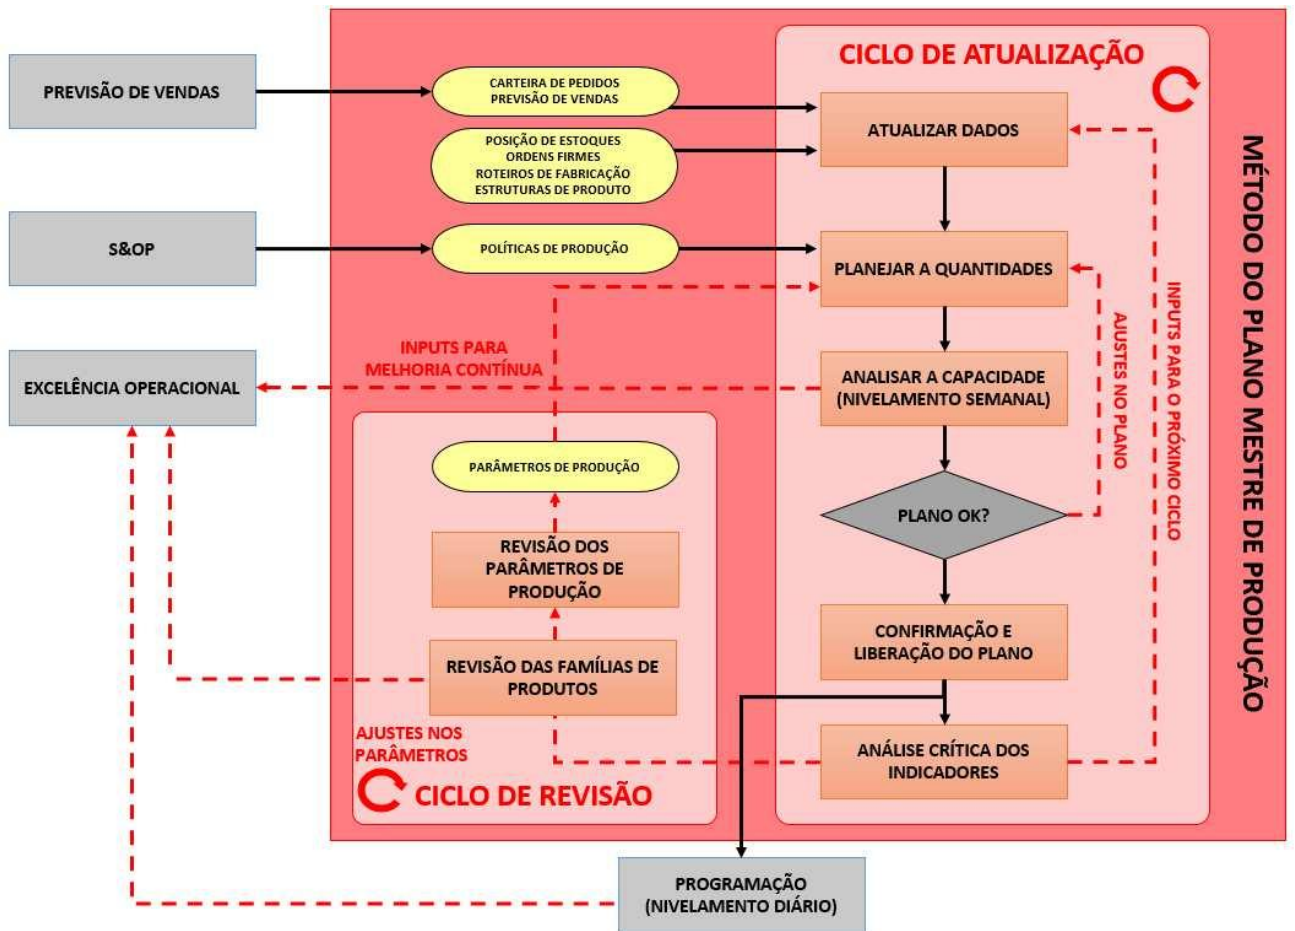 CICLO DE ATUALIZAÇÃO
PREVISÃO DE VENDAS
CARTEIRA DE PEDIDOS
PREVISÃO DE VENDAS
ATUALIZAR DADOS
POSIÇÃO DE ESTOQUES
ORDENS FIRMES
ROTEIROS DE FABRICAÇÃO
ESTRUTURAS DE PRODUTO
S&OP
POLÍTICAS DE PRODUÇÃO
PLANEJAR A QUANTIDADES
INPUTS PARA
MELHORIA CONTÍNUA
EXCELÊNCIA OPERACIONAL
ANALISAR A CAPACIDADE
(NIVELAMENTO SEMANAL)
AJUSTES NO PLANO
INPUTS PARA O PRÓXIMO CICLO
MÉTODO DO PLANO MESTRE DE PRODUÇÃO
PARÂMETROS DE PRODUÇÃO
PLANO OK?
REVISÃO DOS
PARÂMETROS DE
PRODUÇÃO
CONFIRMAÇÃO E
LIBERAÇÃO DO PLANO
REVISÃO DAS FAMÍLIAS DE
PRODUTOS
AJUSTES NOS
PARÂMETROS
ANÁLISE CRÍTICA DOS
INDICADORES
CICLO DE REVISÃO
PROGRAMAÇÃO
(NIVELAMENTO DIÁRIO)